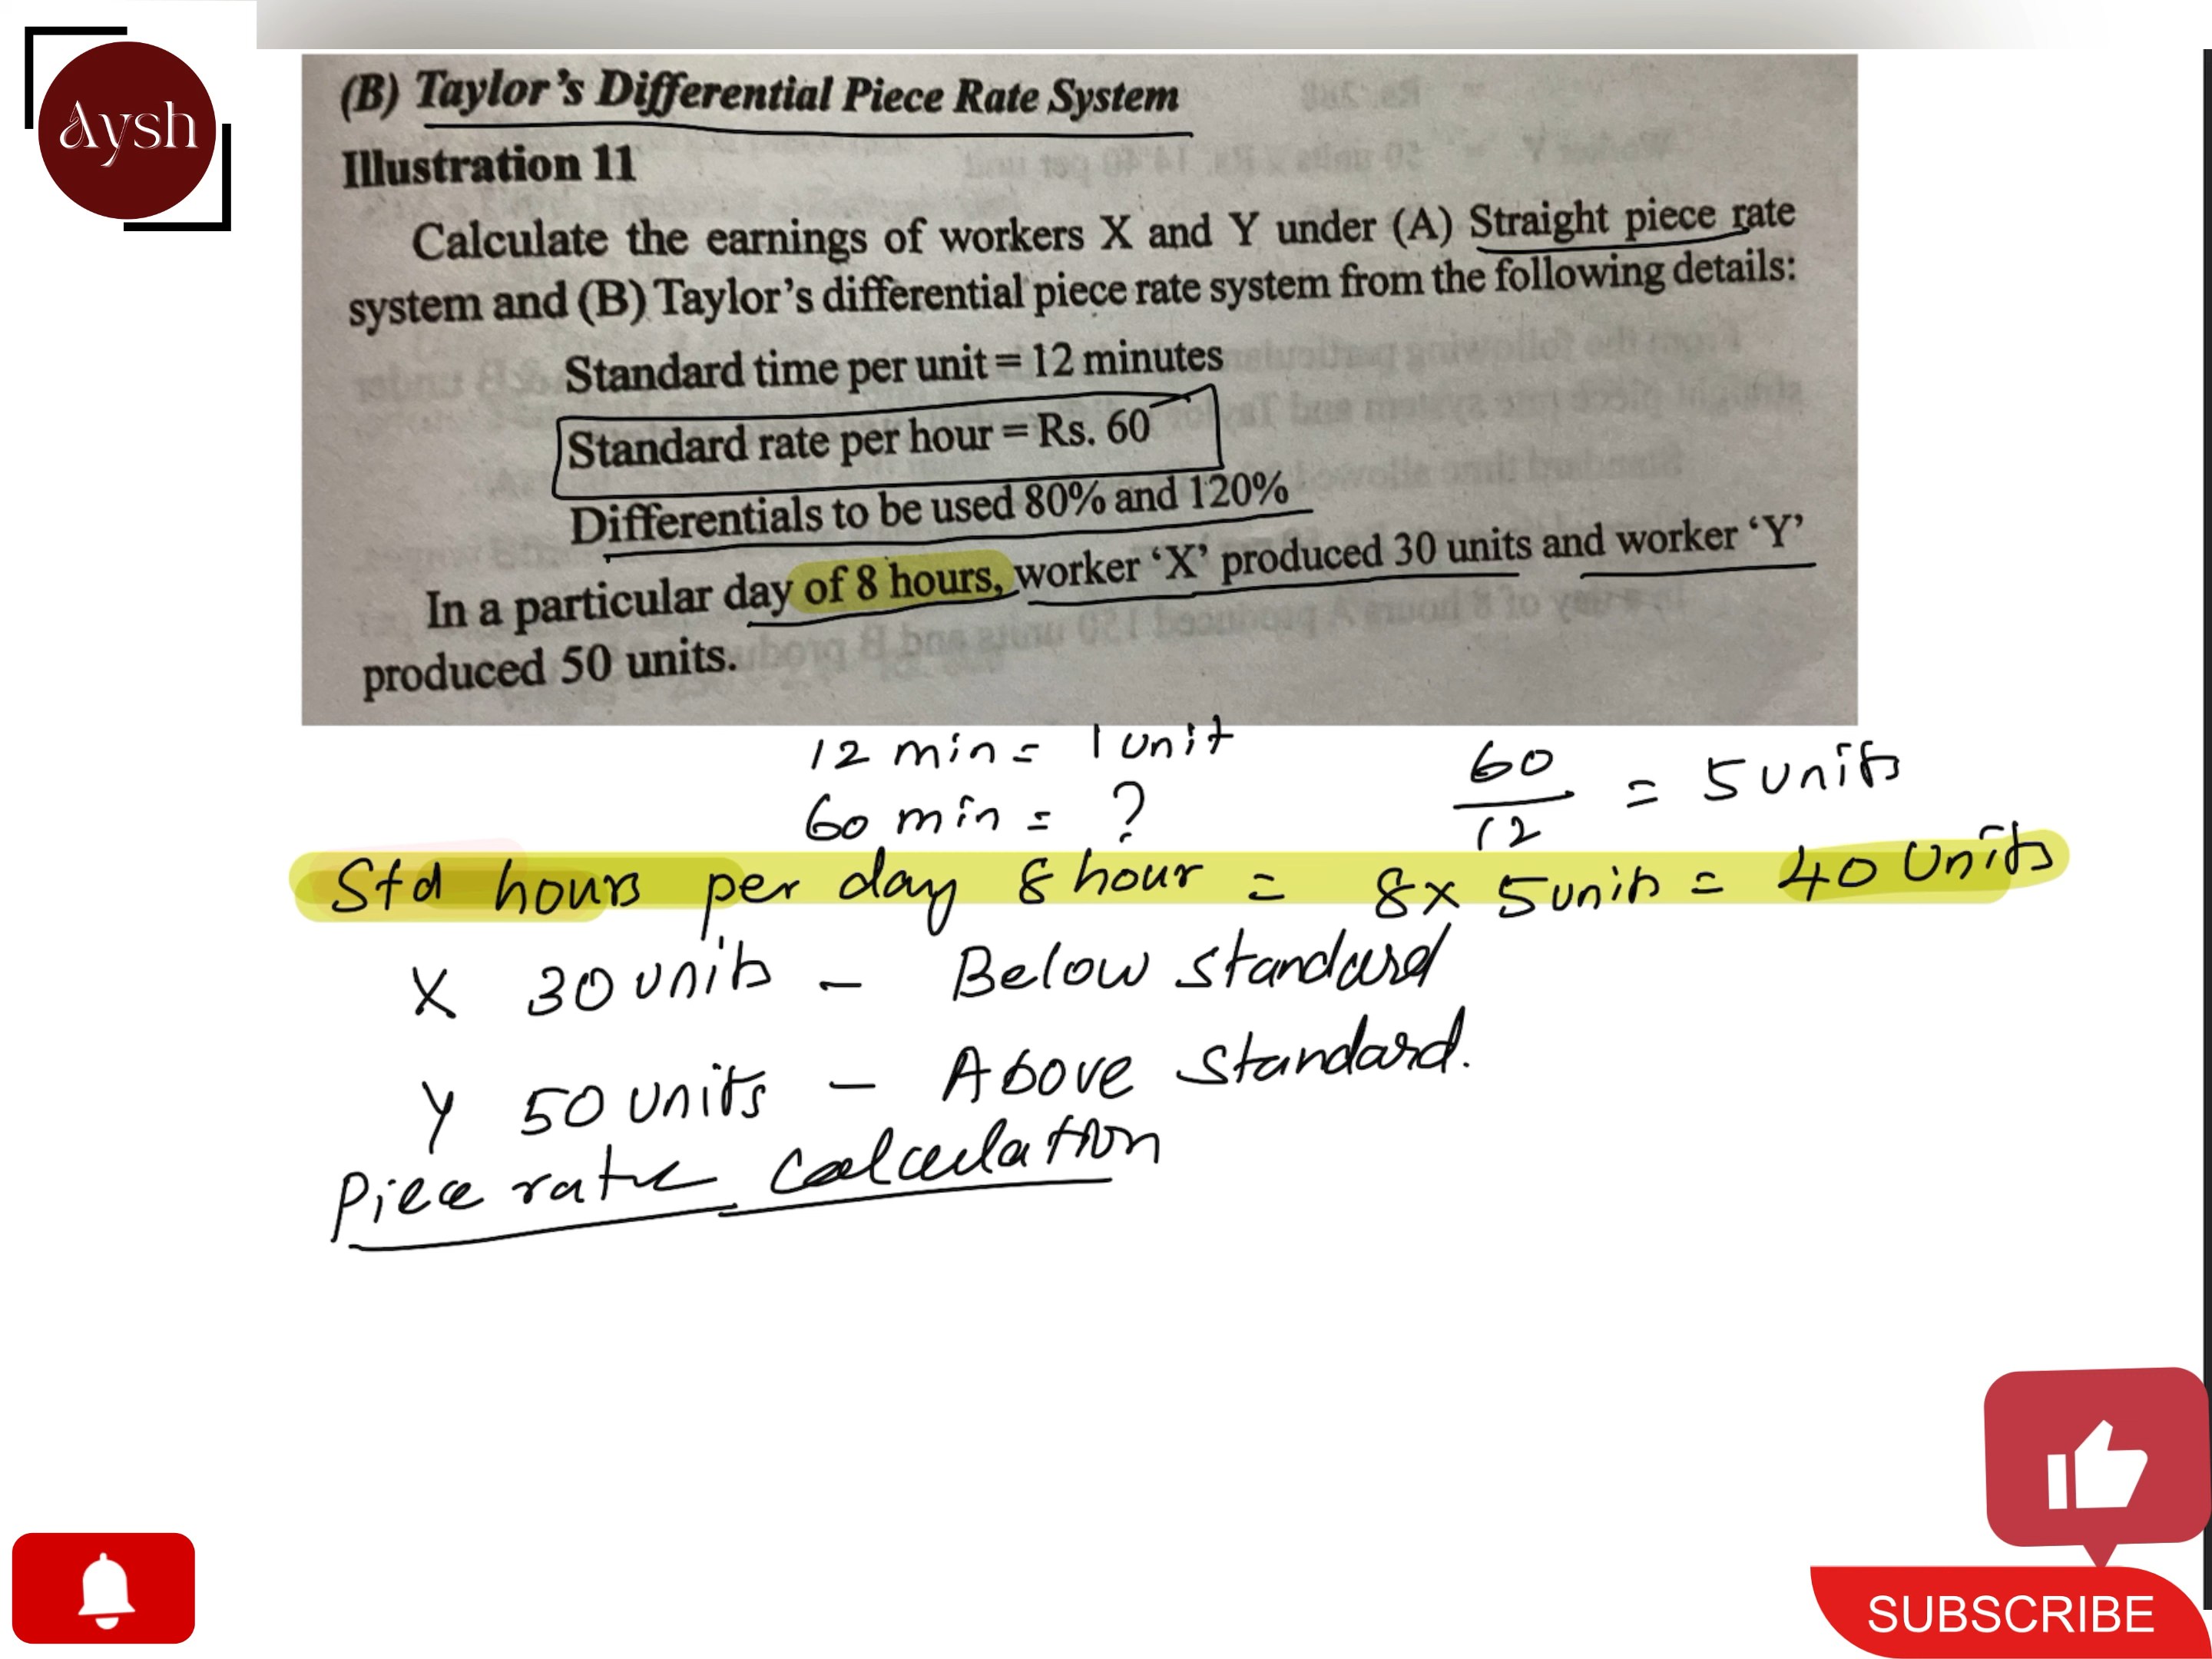 Aysh
(B) Taylor's Differential Piece Rate System
Illustration 11
Calculate the earnings of workers X and Y under (A) Straight piece rate
system and (B) Taylor's differential piece rate system from the following details:
Standard time per unit = 12 minutes
Standard rate per hour = Rs. 60
Differentials to be used 80% and 120%
In a particular day of 8 hours, worker 'X' produced 30 units and worker 'Y'
produced 50 units.
12 min = 1 unit
60 min = ?
60/12 = 5 units
Std hours per day 8 hour = 8x 5 units = 40 Units
X 30 units - Below standard
Y 50 units - Above standard.
Piece rate calculation
SUBSCRIBE